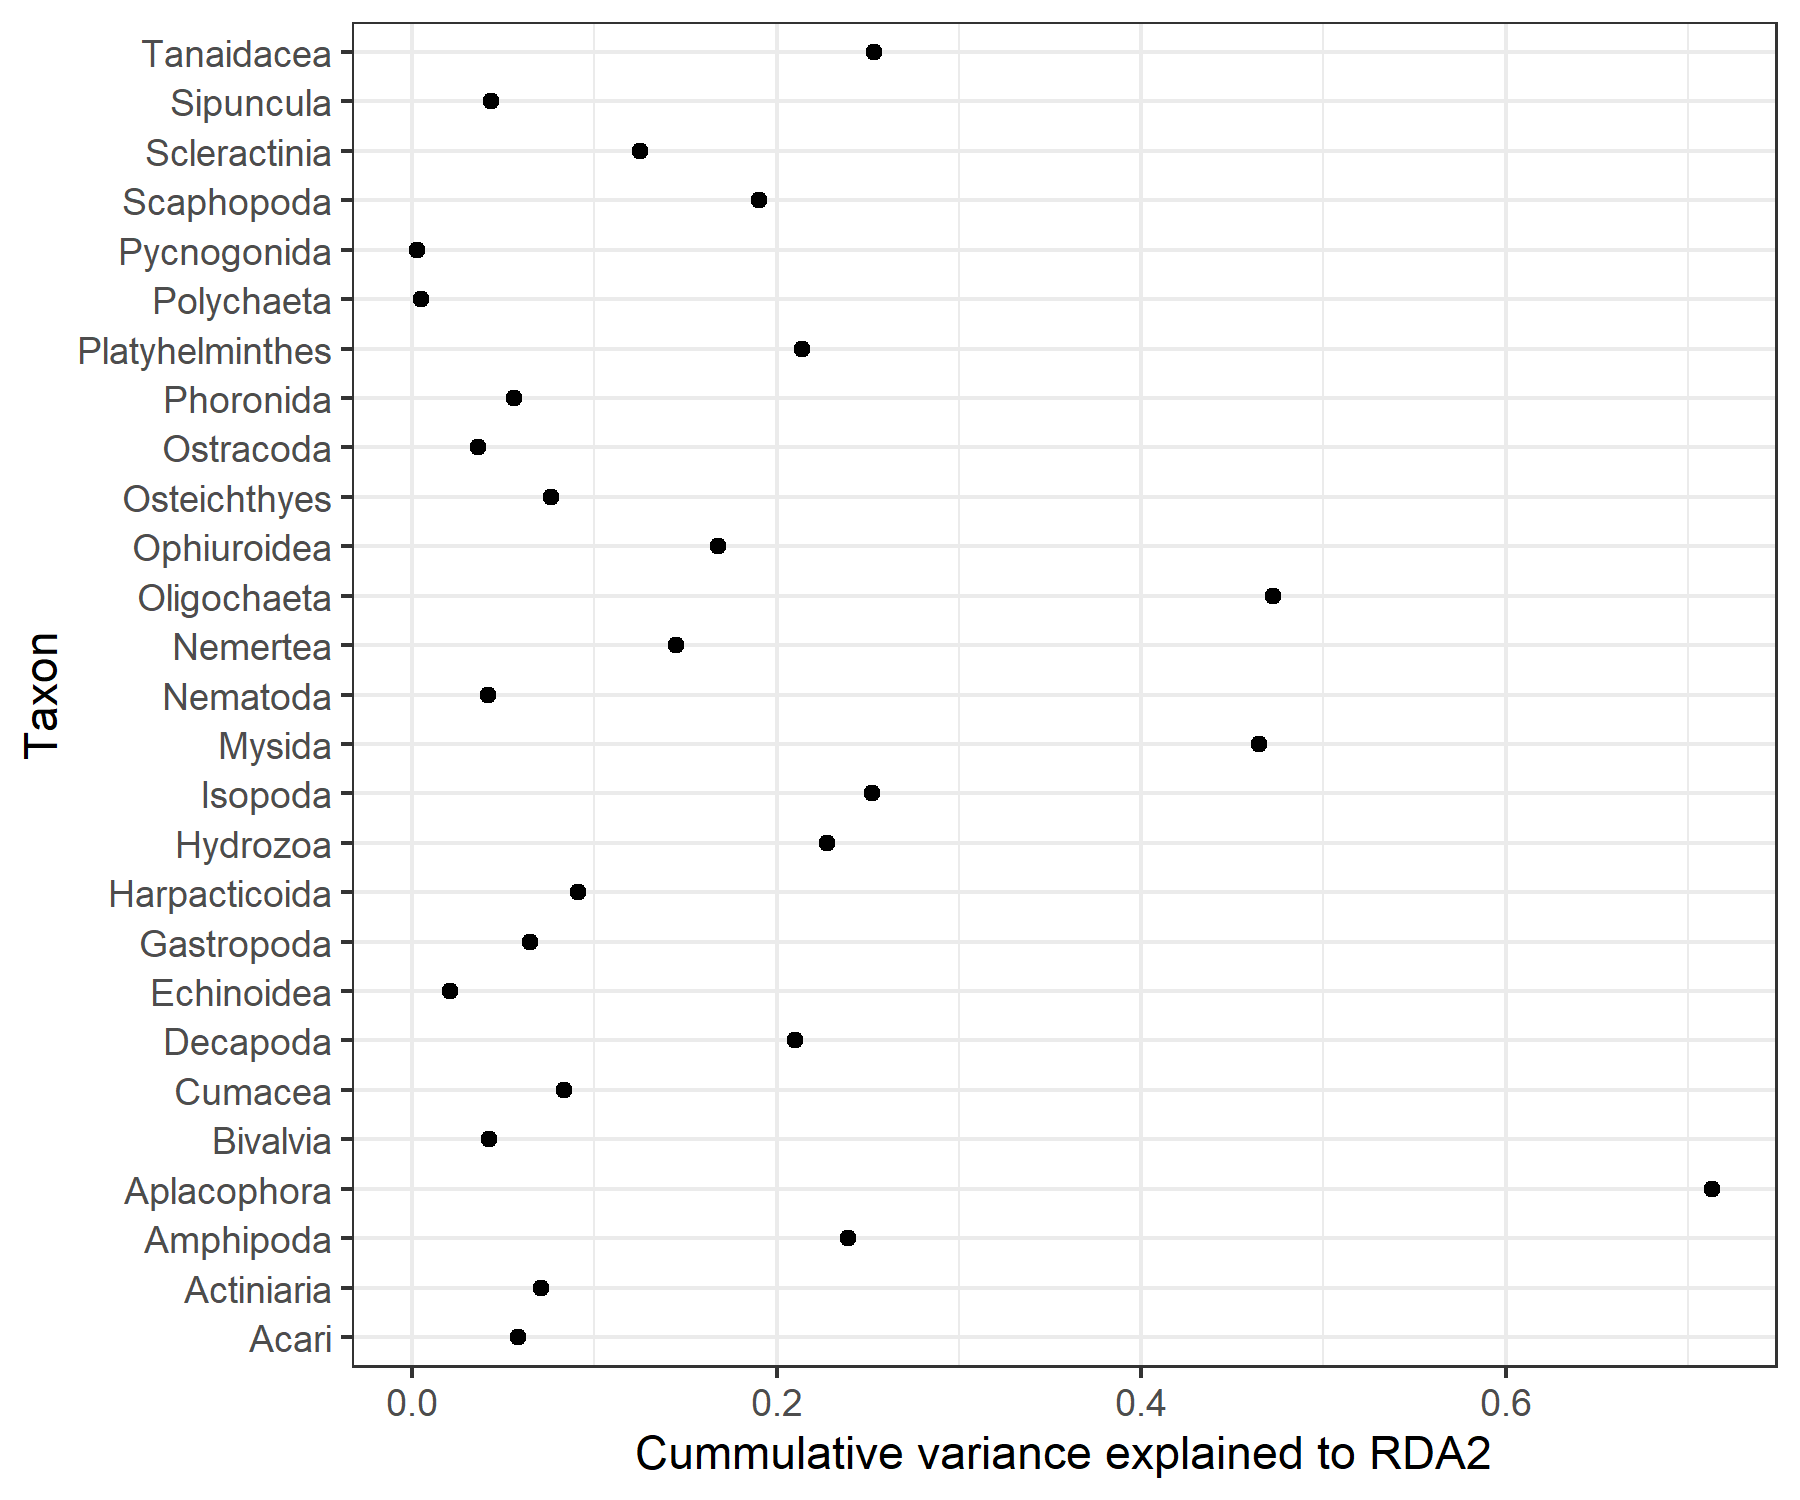 Taxon
Tanaidacea
Sipuncula
Scleractinia
Scaphopoda
Pycnogonida
Polychaeta
Platyhelminthes
Phoronida
Ostracoda
Osteichthyes
Ophiuroidea
Oligochaeta
Nemertea
Nematoda
Mysida
Isopoda
Hydrozoa
Harpacticoida
Gastropoda
Echinoidea
Decapoda
Cumacea
Bivalvia
Aplacophora
Amphipoda
Actiniaria
Acari
0.0 0.2 0.4 0.6
Cummulative variance explained to RDA2